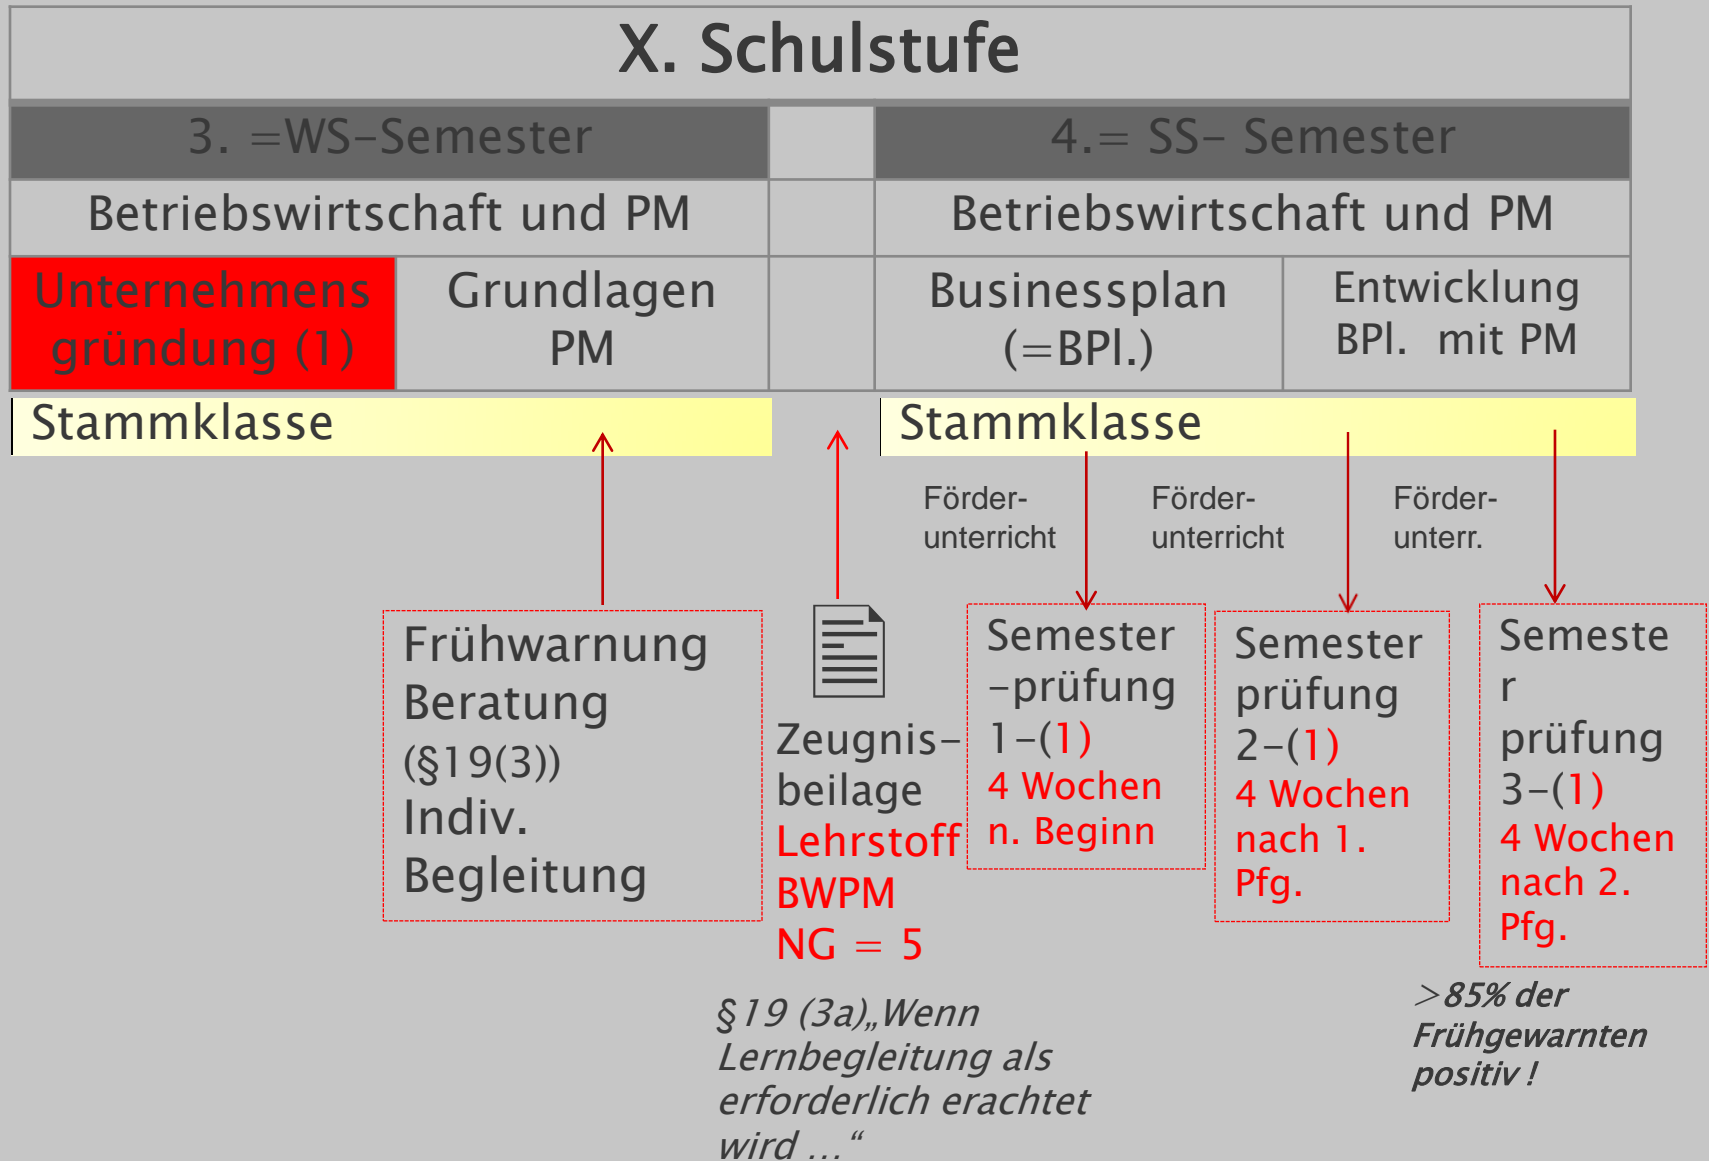 X. Schulstufe
3. =WS-Semester
4.= SS- Semester
Betriebswirtschaft und PM
Betriebswirtschaft und PM
Unternehmens
gründung (1)
Grundlagen
PM
Businessplan
(=BPl.)
Entwicklung
BPl. mit PM
Stammklasse
Stammklasse
Förder-
unterricht
Förder-
unterricht
Förder-
unterr.
Frühwarnung
Beratung
(§19(3))
Indiv.
Begleitung
Zeugnis-
beilage
Lehrstoff
BWPM
NG = 5
Semester
-prüfung
1-(1)
4 Wochen
n. Beginn
Semester
prüfung
2-(1)
4 Wochen
nach 1.
Pfg.
Semeste
r
prüfung
3-(1)
4 Wochen
nach 2.
Pfg.
§19 (3a)„Wenn
Lernbegleitung als
erforderlich erachtet
wird …“
>85% der
Frühgewarnten
positiv !